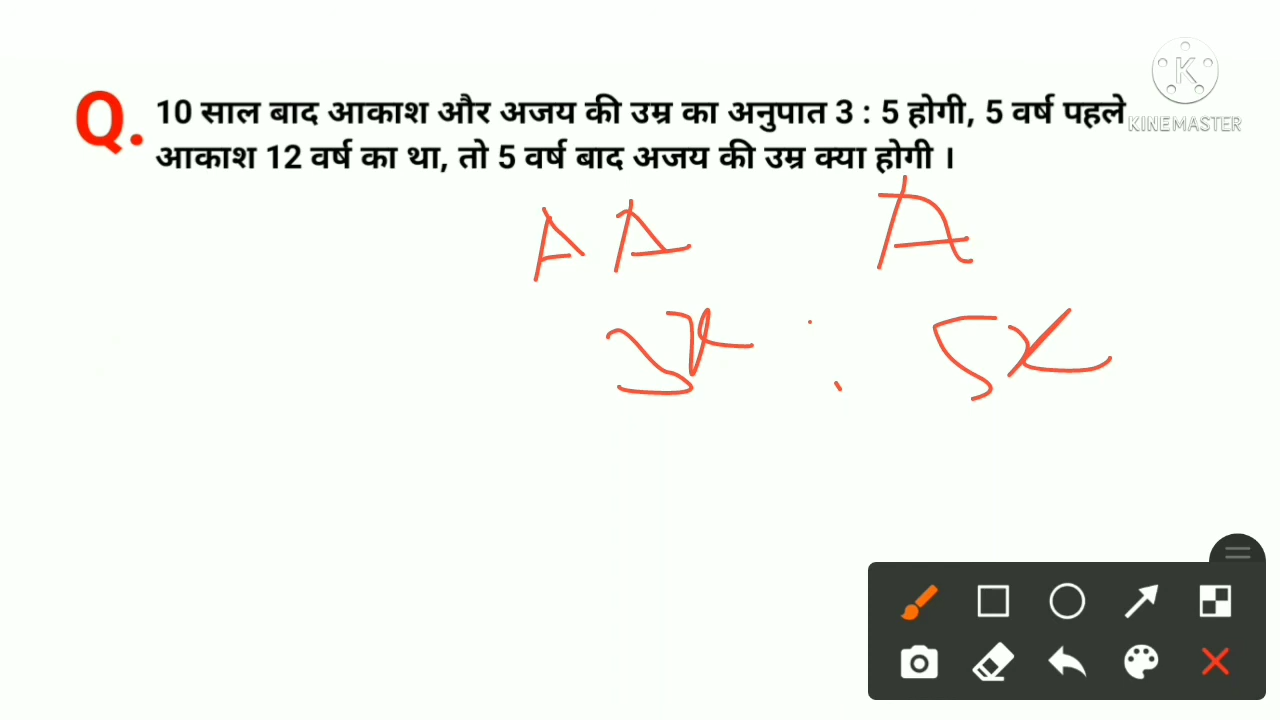 Q. 10 साल बाद आकाश और अजय की उम्र का अनुपात 3 : 5 होगी, 5 वर्ष पहले
आकाश 12 वर्ष का था, तो 5 वर्ष बाद अजय की उम्र क्या होगी ।
KINEMASTER
A A A
3x : 5x